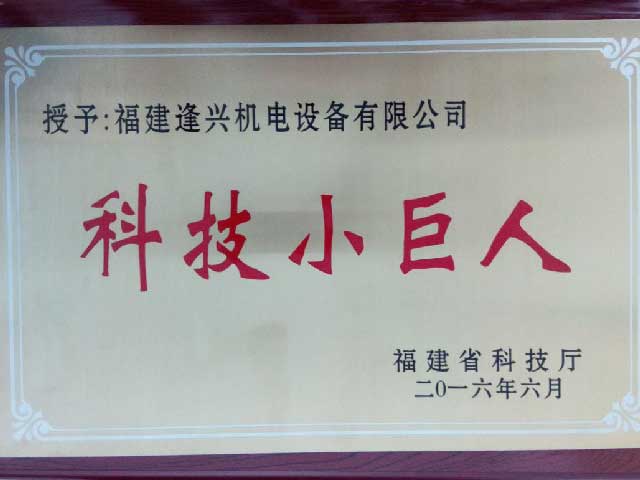 授予:福建逢兴机电设备有限公司
科技小巨人
福建省科技厅
二〇一六年六月